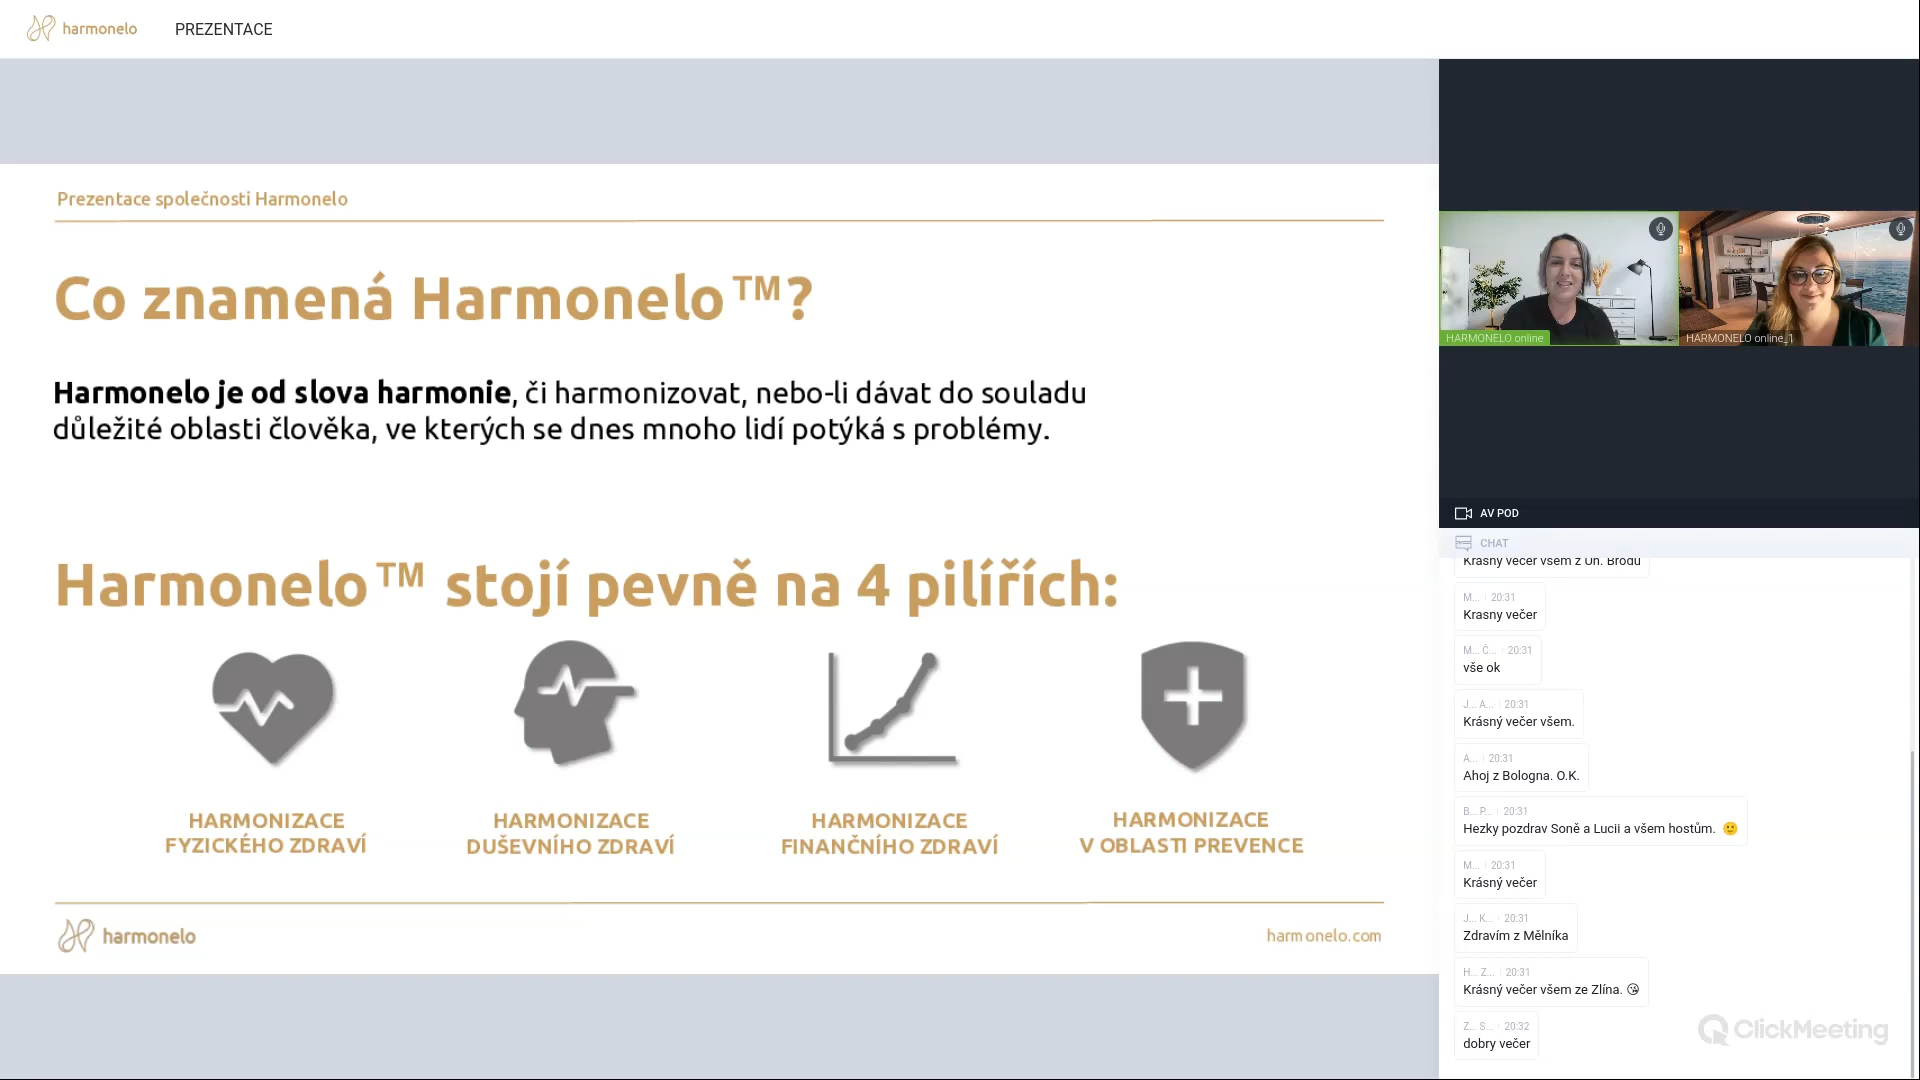 harmonelo
PREZENTACE
Prezentace společnosti Harmonelo
Co znamená Harmonelo™?
Harmonelo je od slova harmonie, či harmonizovat, nebo-li dávat do souladu
důležité oblasti člověka, ve kterých se dnes mnoho lidí potýká s problémy.
Harmonelo™ stojí pevně na 4 pilířích:
HARMONIZACE
FYZICKÉHO ZDRAVÍ
HARMONIZACE
DUŠEVNÍHO ZDRAVÍ
HARMONIZACE
FINANČNÍHO ZDRAVÍ
HARMONIZACE
V OBLASTI PREVENCE
harmonelo
harmonelo.com
HARMONELO online
HARMONELO online_1
AV POD
CHAT
Krásný večer všem z Uh. Brodu
M... 20:31
Krasny večer
M... Č... 20:31
vše ok
J... A... 20:31
Krásný večer všem.
A... 20:31
Ahoj z Bologna. O.K.
B... P... 20:31
Hezky pozdrav Soně a Lucii a všem hostům. 🙂
M... 20:31
Krásný večer
J... K... 20:31
Zdravím z Mělníka
H... Z... 20:31
Krásný večer všem ze Zlína. 😘
Z... S... 20:32
dobry večer
ClickMeeting